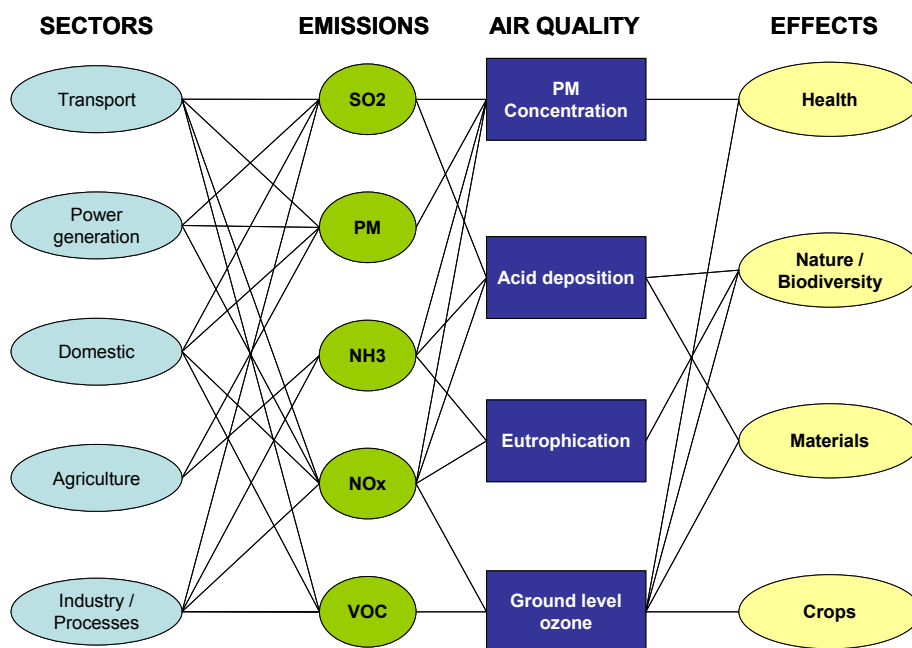 SECTORS
EMISSIONS
AIR QUALITY
EFFECTS
Transport
SO2
PM
Concentration
Health
Power
generation
PM
Acid deposition
Nature /
Biodiversity
Domestic
NH3
Eutrophication
Materials
Agriculture
NOx
Industry /
Processes
VOC
Ground level
ozone
Crops